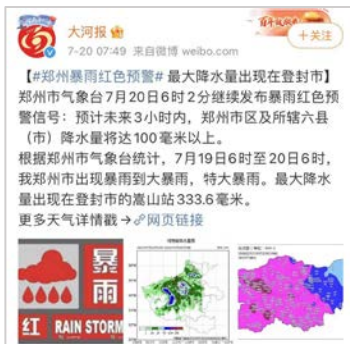 大河报
+关注
7-20 07:49 来自微博 weibo.com
【#郑州暴雨红色预警# 最大降水量出现在登封市】
郑州市气象台7月20日6时2分继续发布暴雨红色预
警信号：预计未来3小时内，郑州市区及所辖六县
（市）降水量将达100毫米以上。
根据郑州市气象台统计，7月19日6时至20日6时，
我郑州市出现暴雨到大暴雨，特大暴雨。最大降水
量出现在登封市的嵩山站333.6毫米。
更多天气详情戳→网页链接
暴
雨
红
RAIN STORM